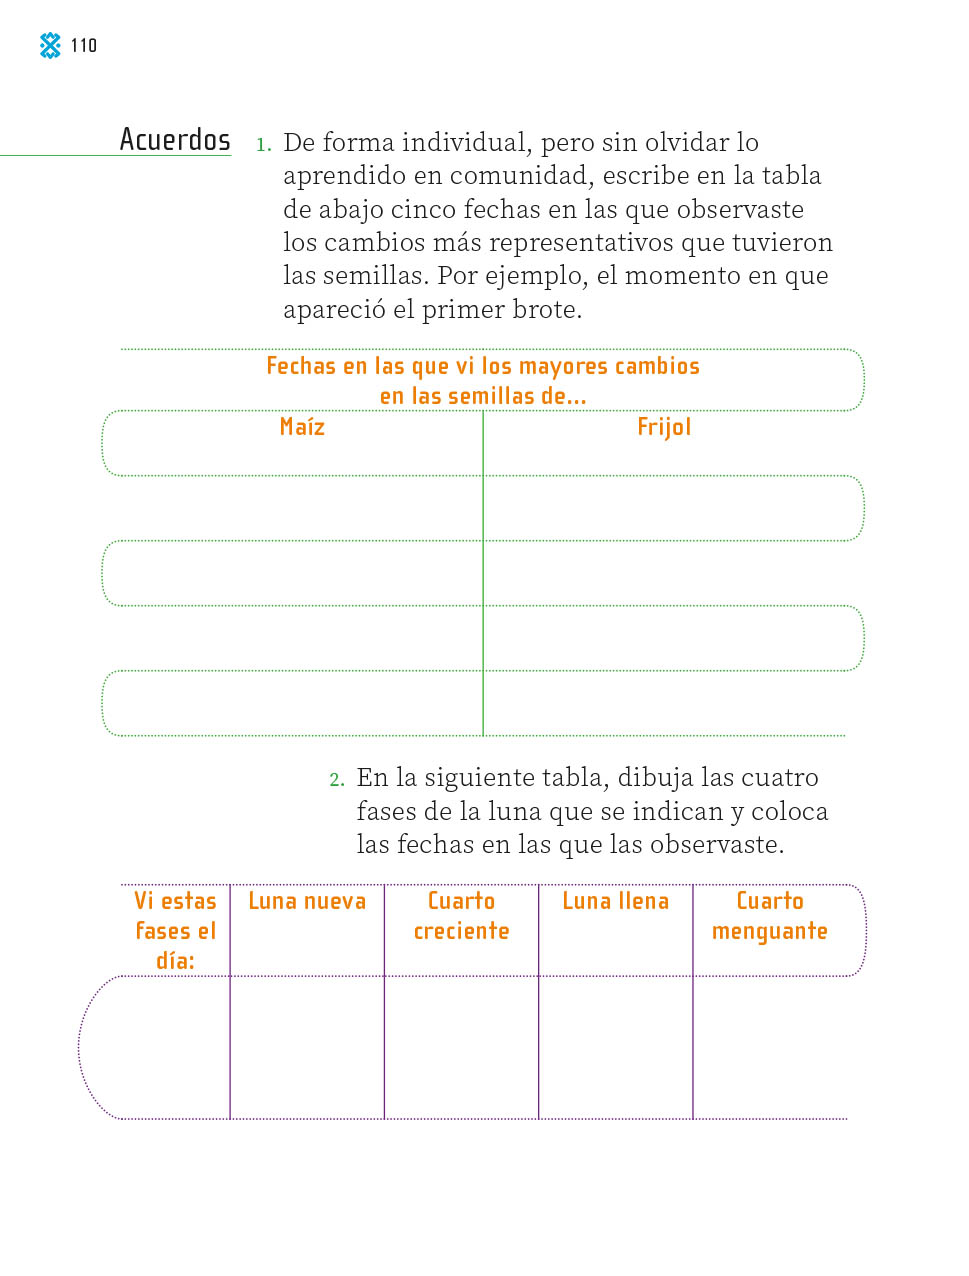 110
Acuerdos
1. De forma individual, pero sin olvidar lo
aprendido en comunidad, escribe en la tabla
de abajo cinco fechas en las que observaste
los cambios más representativos que tuvieron
las semillas. Por ejemplo, el momento en que
apareció el primer brote.
Fechas en las que vi los mayores cambios
en las semillas de...
Maíz Frijol
2. En la siguiente tabla, dibuja las cuatro
fases de la luna que se indican y coloca
las fechas en las que las observaste.
Vi estas
fases el
día:
Luna nueva
Cuarto
creciente
Luna llena
Cuarto
menguante